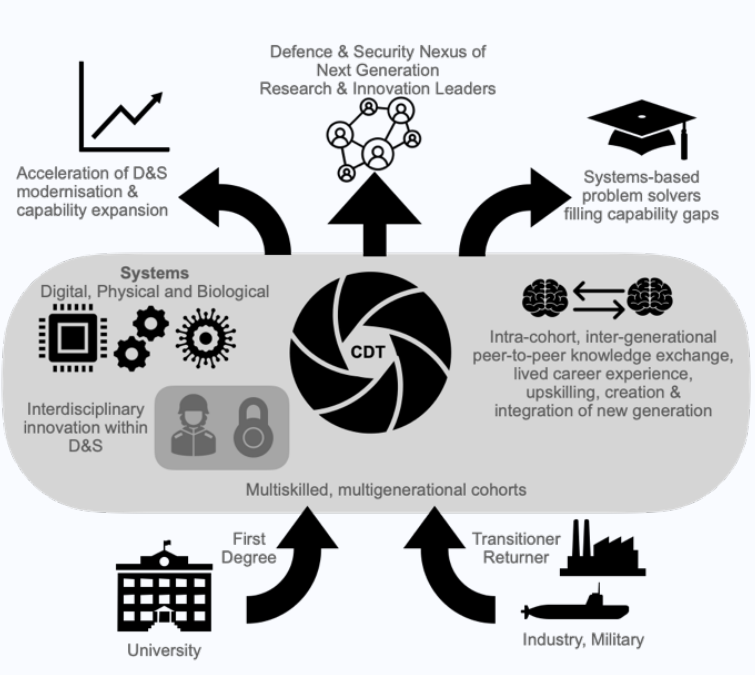 Defence & Security Nexus of
Next Generation
Research & Innovation Leaders
Acceleration of D&S
modernisation &
capability expansion
Systems-based
problem solvers
filling capability gaps
Systems
Digital, Physical and Biological
CDT
Intra-cohort, inter-generational
peer-to-peer knowledge exchange,
lived career experience,
upskilling, creation &
integration of new generation
Interdisciplinary
innovation within
D&S
Multiskilled, multigenerational cohorts
First
Degree
Transitioner
Returner
University
Industry, Military